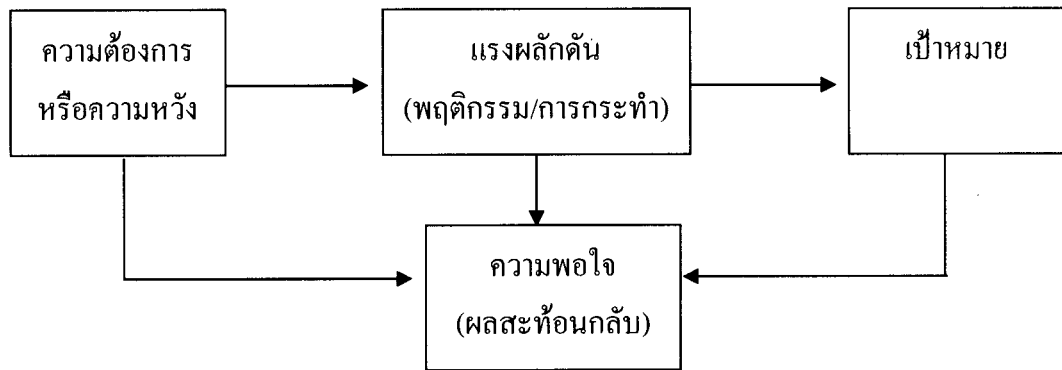 ความต้องการ
หรือความหวัง
แรงผลักดัน
(พฤติกรรม/การกระทำ)
เป้าหมาย
ความพอใจ
(ผลสะท้อนกลับ)